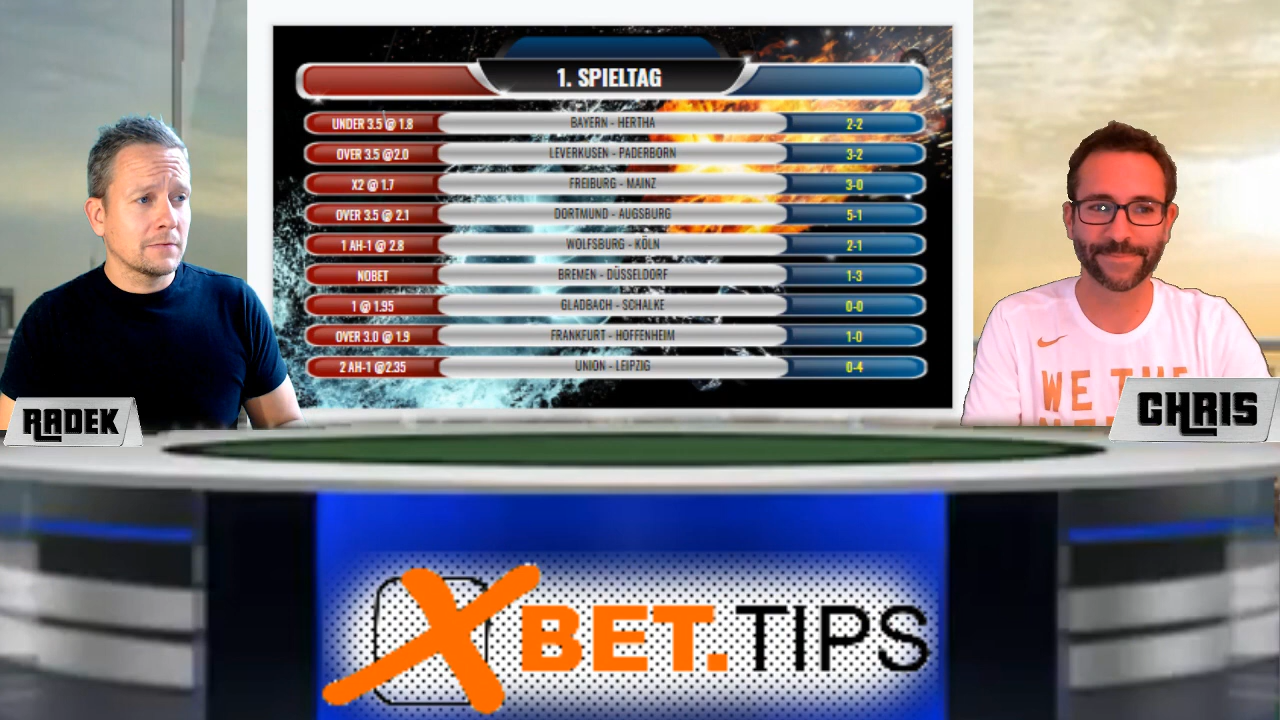 1. SPIELTAG
UNDER 3.5 @ 1.8 BAYERN - HERTHA 2-2
OVER 3.5 @2.0 LEVERKUSEN - PADERBORN 3-2
X2 @ 1.7 FREIBURG - MAINZ 3-0
OVER 3.5 @ 2.1 DORTMUND - AUGSBURG 5-1
1 AH-1 @ 2.8 WOLFSBURG - KÖLN 2-1
NOBET BREMEN - DÜSSELDORF 1-3
1 @ 1.95 GLADBACH - SCHALKE 0-0
OVER 3.0 @ 1.9 FRANKFURT - HOFFENHEIM 1-0
2 AH-1 @2.35 UNION - LEIPZIG 0-4
WE THE
RADEK
CHRIS
XBET.TIPS